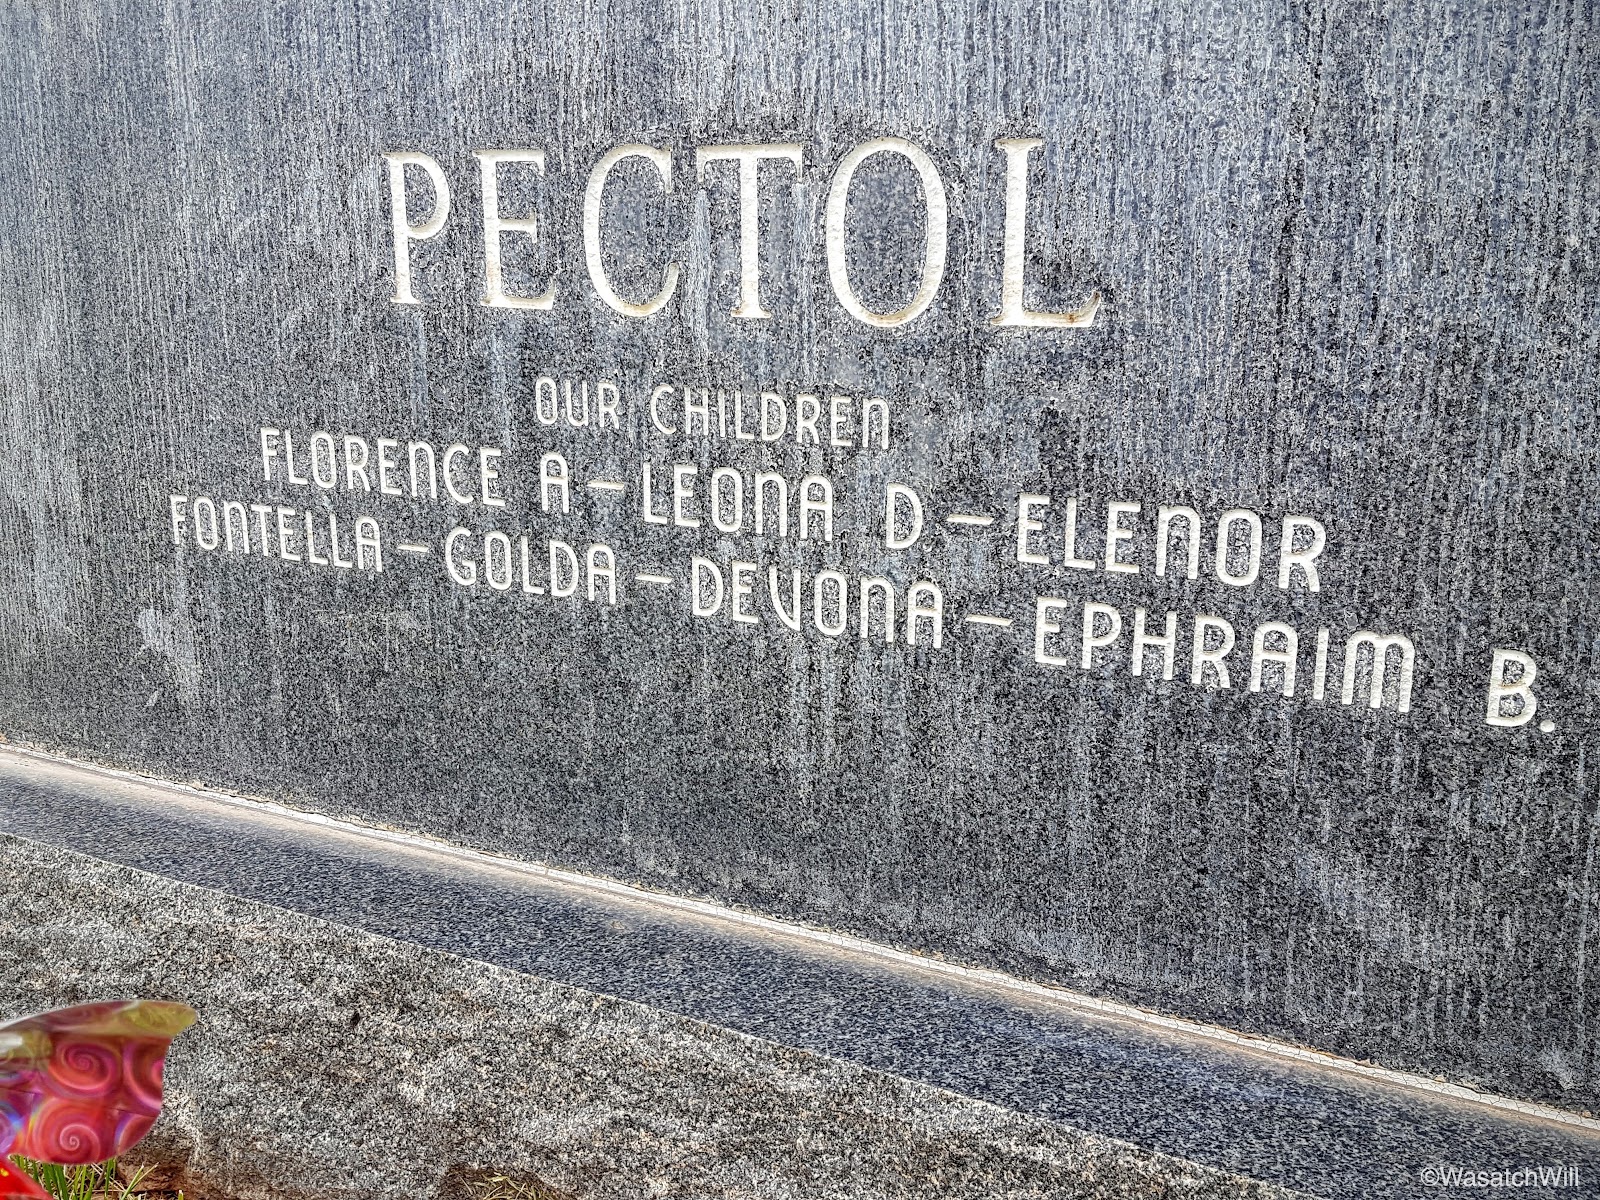 PECTOL
OUR CHILDREN
FLORENCE A — LEONA D — ELENOR
FONTELLA — GOLDA — DEVONA — EPHRAIM B.
©WasatchWill